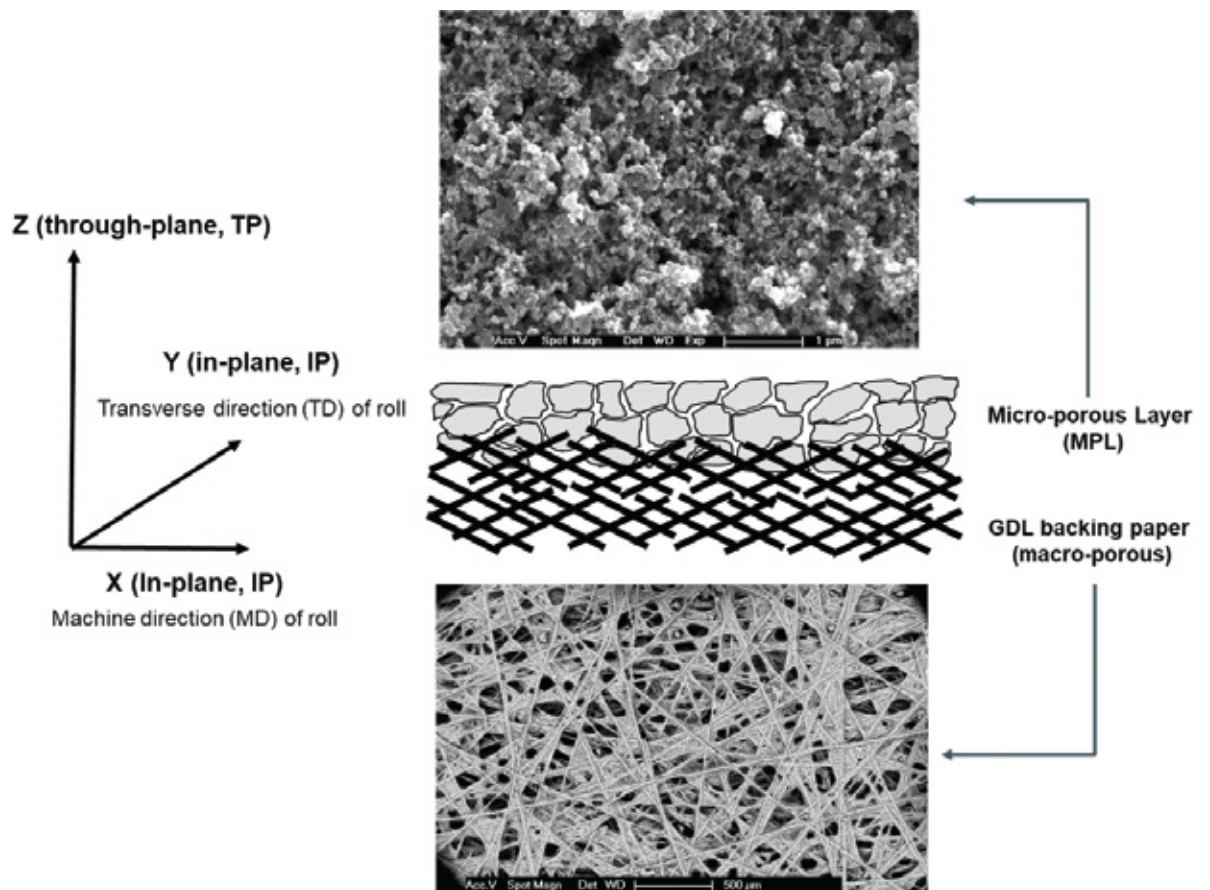 Acc.V Spot Magn Det WD Exp 1 µm
Z (through-plane, TP)
Y (in-plane, IP)
Transverse direction (TD) of roll
X (In-plane, IP)
Machine direction (MD) of roll
Micro-porous Layer
(MPL)
GDL backing paper
(macro-porous)
Acc.V Spot Magn Det WD 500 µm